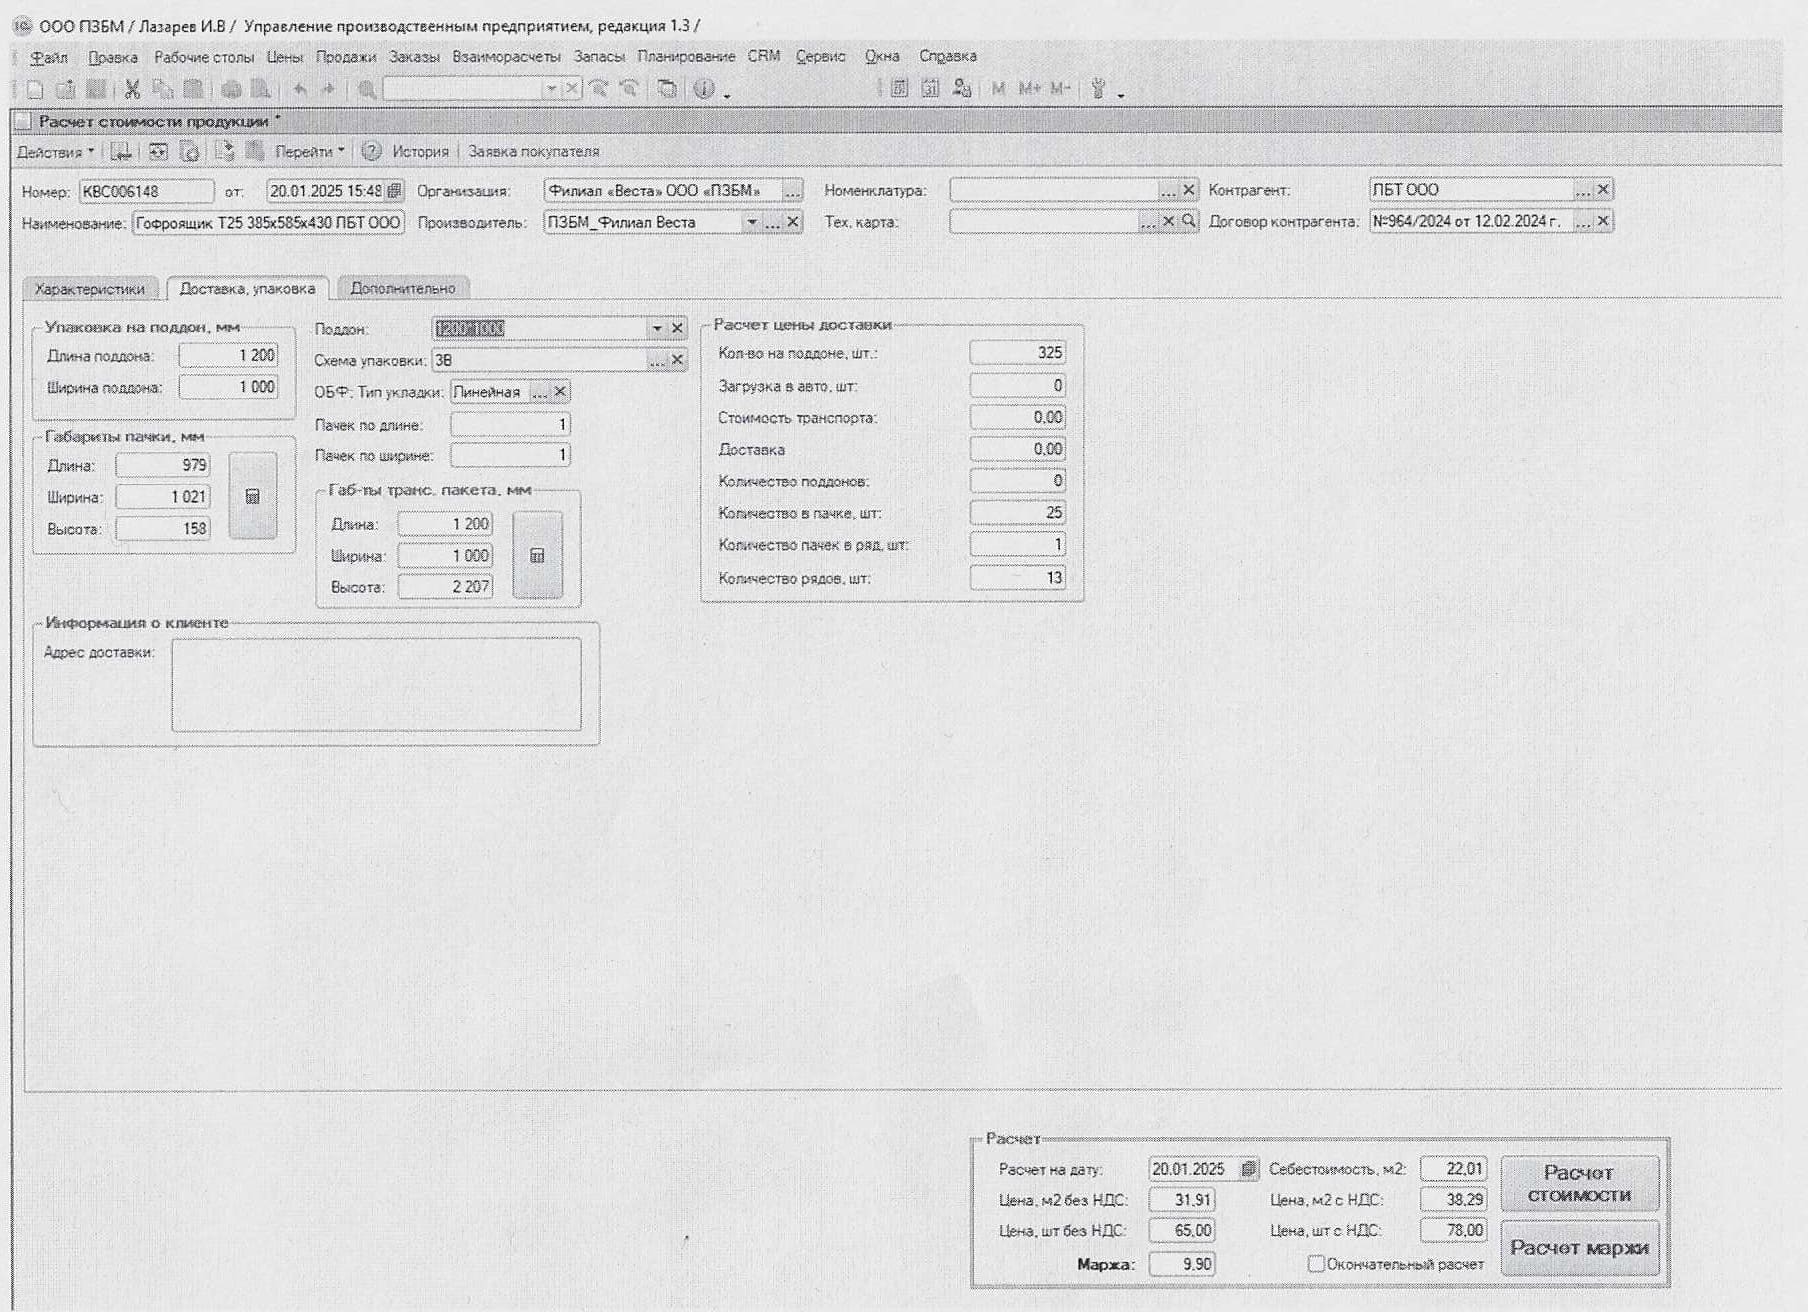 ООО ПЗБМ / Лазарев И.В / Управление производственным предприятием, редакция 1.3 /
Файл Правка Рабочие столы Цены Продажи Заказы Взаиморасчеты Запасы Планирование CRM Сервис Окна Справка
M M+ M-
Расчет стоимости продукции *
Действия Перейти История Заявка покупателя
Номер: КВС006148 от: 20.01.2025 15:48 Организация: Филиал «Веста» ООО «ПЗБМ» ... Номенклатура: ... Контрагент: ПБТ ООО ...
Наименование: Гофроящик Т25 385х585х430 ПБТ ООО Производитель: ПЗБМ_Филиал Веста ... Тех. карта: ... Договор контрагента: №964/2024 от 12.02.2024 г. ...
Характеристики Доставка, упаковка Дополнительно
Упаковка на поддон, мм
Длина поддона: 1 200
Ширина поддона: 1 000
Габариты пачки, мм
Длина: 979
Ширина: 1 021
Высота: 158
Поддон: 1200*1000
Схема упаковки: 3В ...
ОБФ: Тип укладки: Линейная ...
Пачек по длине: 1
Пачек по ширине: 1
Габ-ты транс. пакета, мм
Длина: 1 200
Ширина: 1 000
Высота: 2 207
Расчет цены доставки
Кол-во на поддоне, шт.: 325
Загрузка в авто, шт: 0
Стоимость транспорта: 0,00
Доставка 0,00
Количество поддонов: 0
Количество в пачке, шт: 25
Количество пачек в ряд, шт: 1
Количество рядов, шт: 13
Информация о клиенте
Адрес доставки:
Расчет
Расчет на дату: 20.01.2025 Себестоимость, м2: 22,01
Цена, м2 без НДС: 31,91 Цена, м2 с НДС: 38,29
Цена, шт без НДС: 65,00 Цена, шт с НДС: 78,00
Маржа: 9,90 Окончательный расчет
Расчет стоимости
Расчет маржи